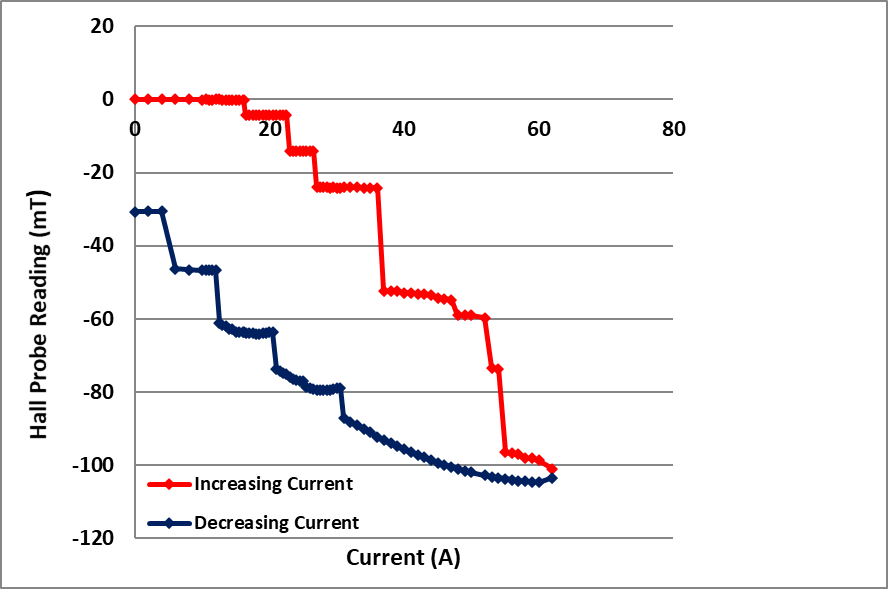 20
0
0 20 40 60 80
-20
-40
-60
-80
-100
-120
Hall Probe Reading (mT)
Increasing Current
Decreasing Current
Current (A)